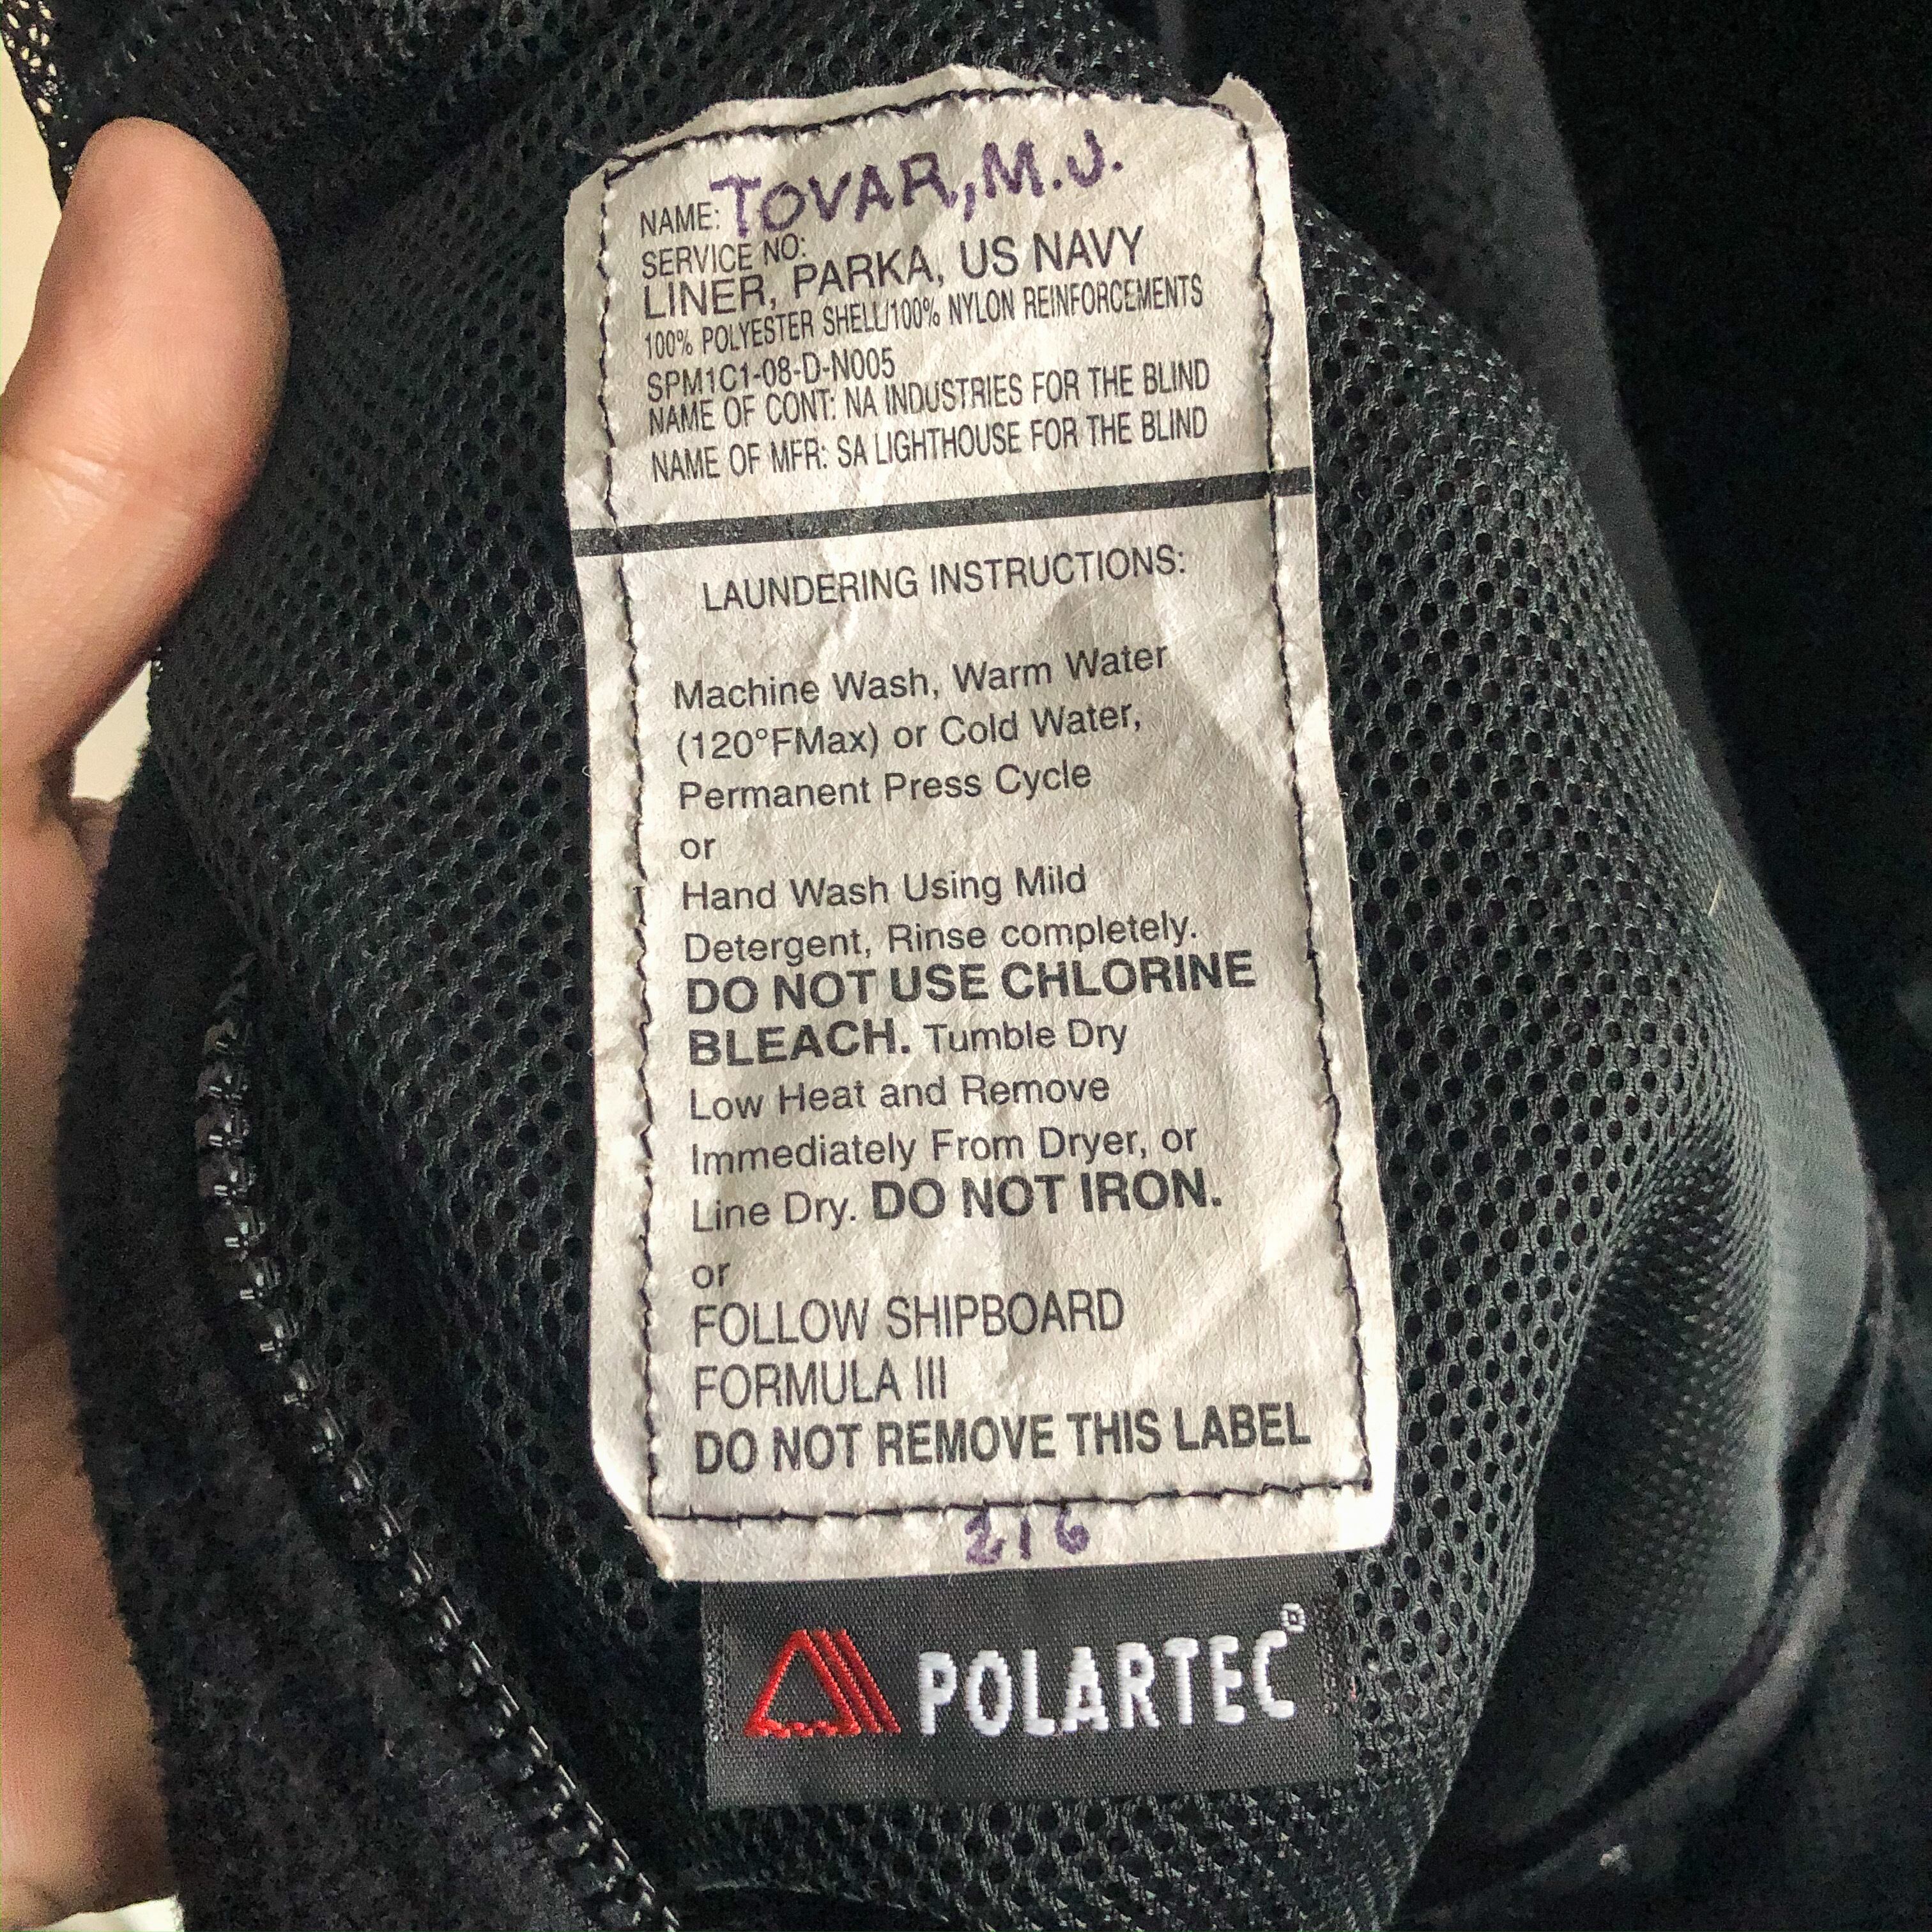 NAME: TOVAR, M.J.
SERVICE NO:
LINER, PARKA, US NAVY
100% POLYESTER SHELL/100% NYLON REINFORCEMENTS
SPM1C1-08-D-N005
NAME OF CONT: NA INDUSTRIES FOR THE BLIND
NAME OF MFR: SA LIGHTHOUSE FOR THE BLIND
LAUNDERING INSTRUCTIONS:
Machine Wash, Warm Water
(120°FMax) or Cold Water,
Permanent Press Cycle
or
Hand Wash Using Mild
Detergent, Rinse completely.
DO NOT USE CHLORINE
BLEACH. Tumble Dry
Low Heat and Remove
Immediately From Dryer, or
Line Dry. DO NOT IRON.
or
FOLLOW SHIPBOARD
FORMULA III
DO NOT REMOVE THIS LABEL
216
POLARTEC®